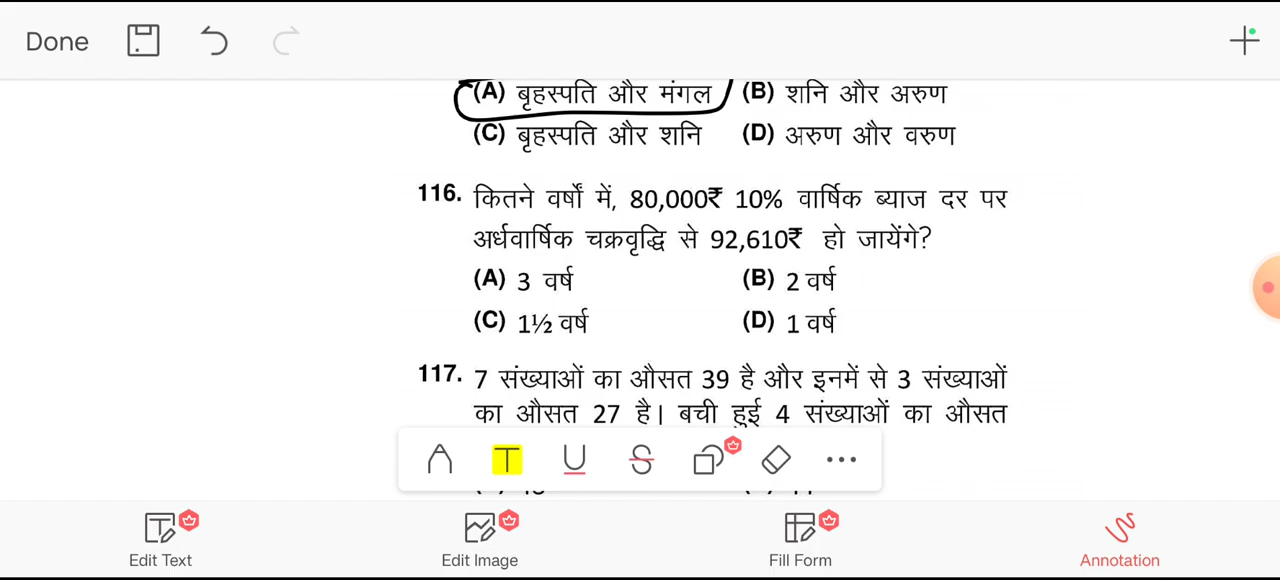 Done
(A) बृहस्पति और मंगल (B) शनि और अरुण
(C) बृहस्पति और शनि (D) अरुण और वरुण
116. कितने वर्षों में, 80,000₹ 10% वार्षिक ब्याज दर पर
अर्धवार्षिक चक्रवृद्धि से 92,610₹ हो जायेंगे?
(A) 3 वर्ष (B) 2 वर्ष
(C) 1½ वर्ष (D) 1 वर्ष
117. 7 संख्याओं का औसत 39 है और इनमें से 3 संख्याओं
का औसत 27 है। बची हुई 4 संख्याओं का औसत
Edit Text Edit Image Fill Form Annotation